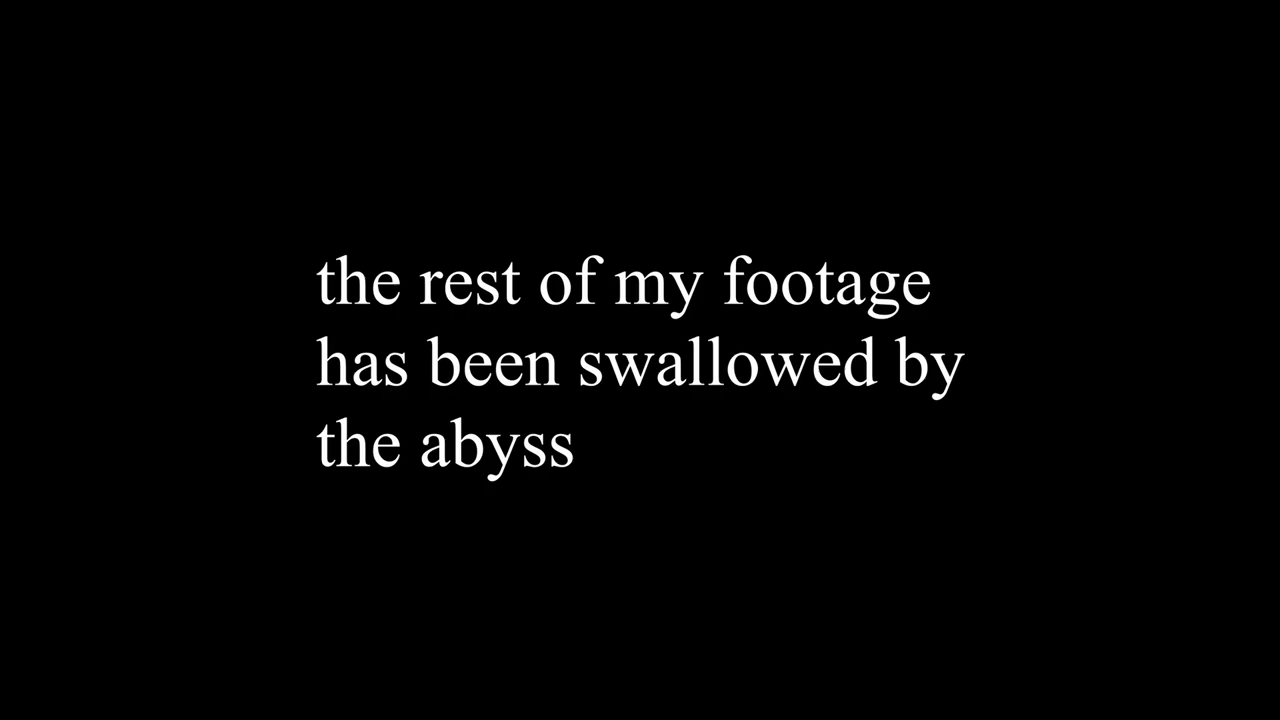 the rest of my footage
has been swallowed by
the abyss